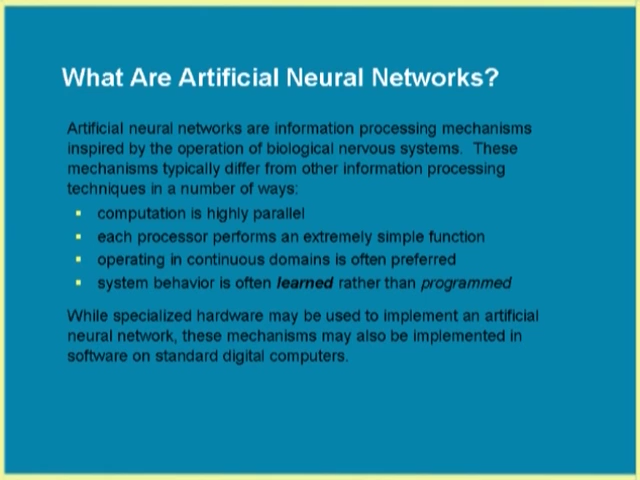 What Are Artificial Neural Networks?
Artificial neural networks are information processing mechanisms
inspired by the operation of biological nervous systems. These
mechanisms typically differ from other information processing
techniques in a number of ways:
▪ computation is highly parallel
▪ each processor performs an extremely simple function
▪ operating in continuous domains is often preferred
▪ system behavior is often learned rather than programmed
While specialized hardware may be used to implement an artificial
neural network, these mechanisms may also be implemented in
software on standard digital computers.